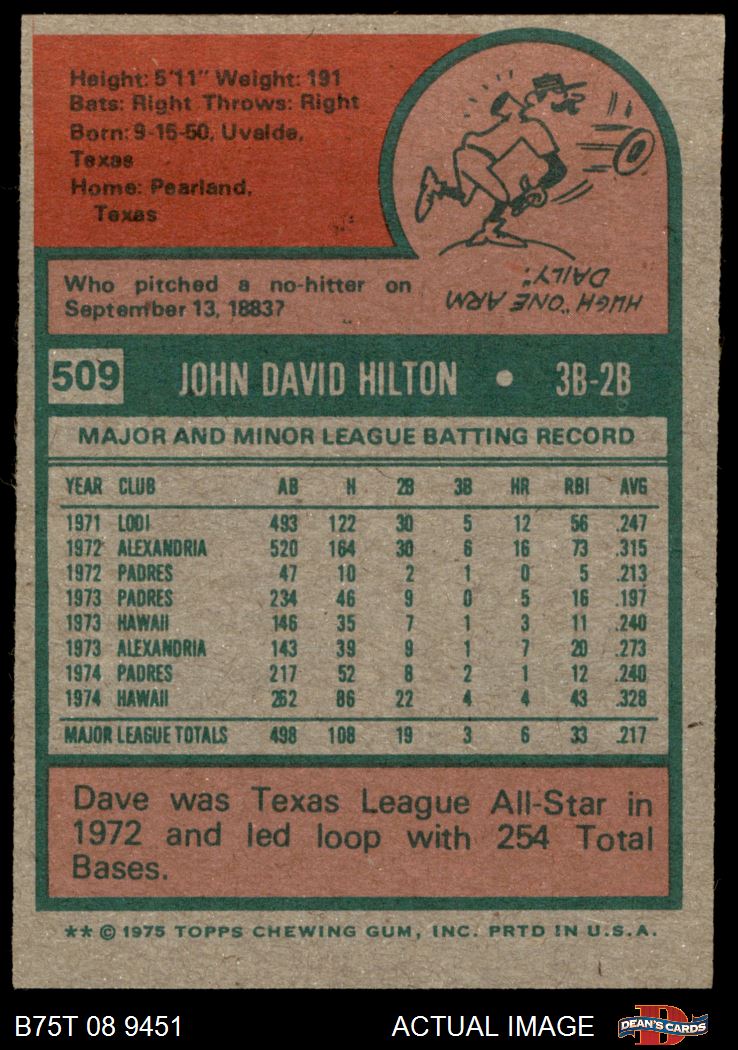 Height: 5'11" Weight: 191
Bats: Right Throws: Right
Born: 9-15-50, Uvalde,
Texas
Home: Pearland,
Texas
Who pitched a no-hitter on
September 13, 1883?
HUGH "ONE ARM
DAILY."
509 JOHN DAVID HILTON • 3B-2B
MAJOR AND MINOR LEAGUE BATTING RECORD
YEAR CLUB AB H 2B 3B HR RBI AVG
1971 LODI 493 122 30 5 12 56 .247
1972 ALEXANDRIA 520 164 30 6 16 73 .315
1972 PADRES 47 10 2 1 0 5 .213
1973 PADRES 234 46 9 0 5 16 .197
1973 HAWAII 146 35 7 1 3 11 .240
1973 ALEXANDRIA 143 39 9 1 7 20 .273
1974 PADRES 217 52 8 2 1 12 .240
1974 HAWAII 262 86 22 4 4 43 .328
MAJOR LEAGUE TOTALS 498 108 19 3 6 33 .217
Dave was Texas League All-Star in
1972 and led loop with 254 Total
Bases.
** © 1975 TOPPS CHEWING GUM, INC. PRTD IN U.S.A.
B75T 08 9451 ACTUAL IMAGE D DEAN'S CARDS